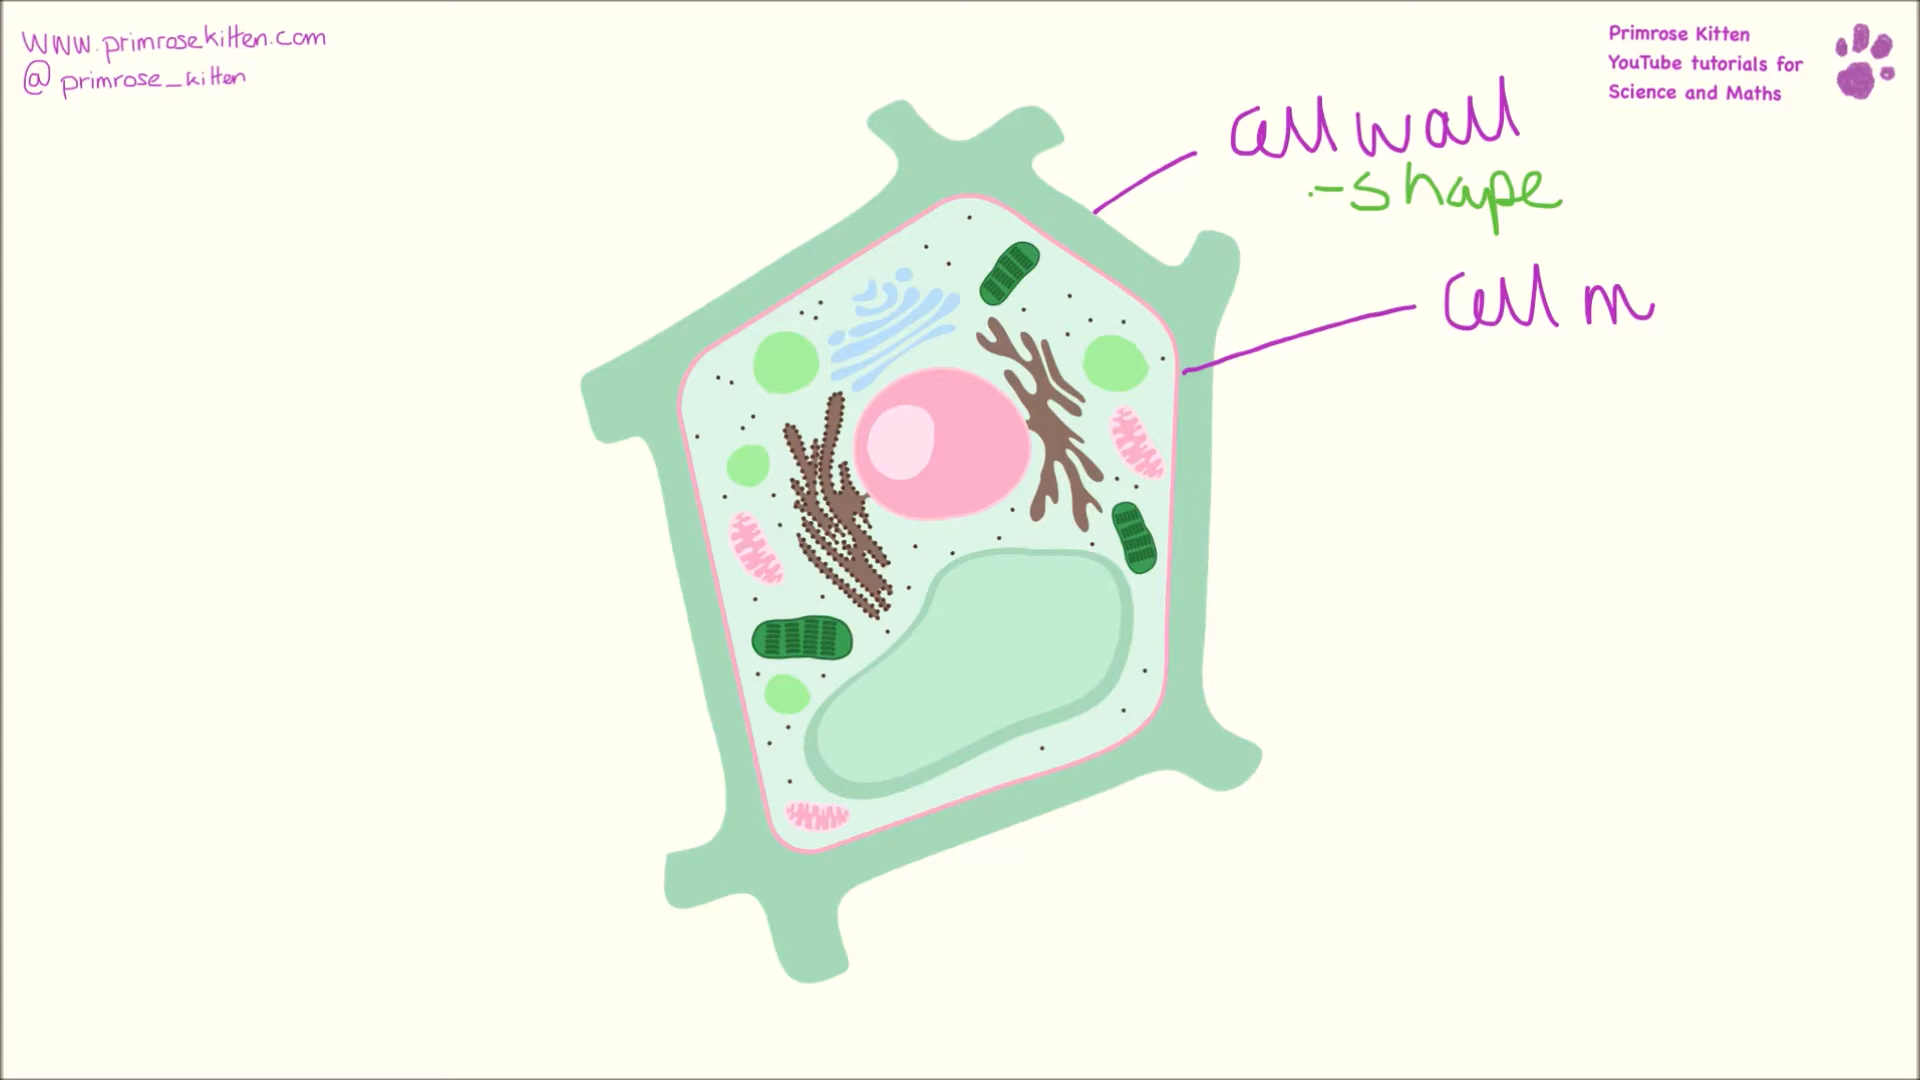 www.primrosekitten.com
@primrose_kitten
Primrose Kitten
YouTube tutorials for
Science and Maths
cell wall
-shape
cell m